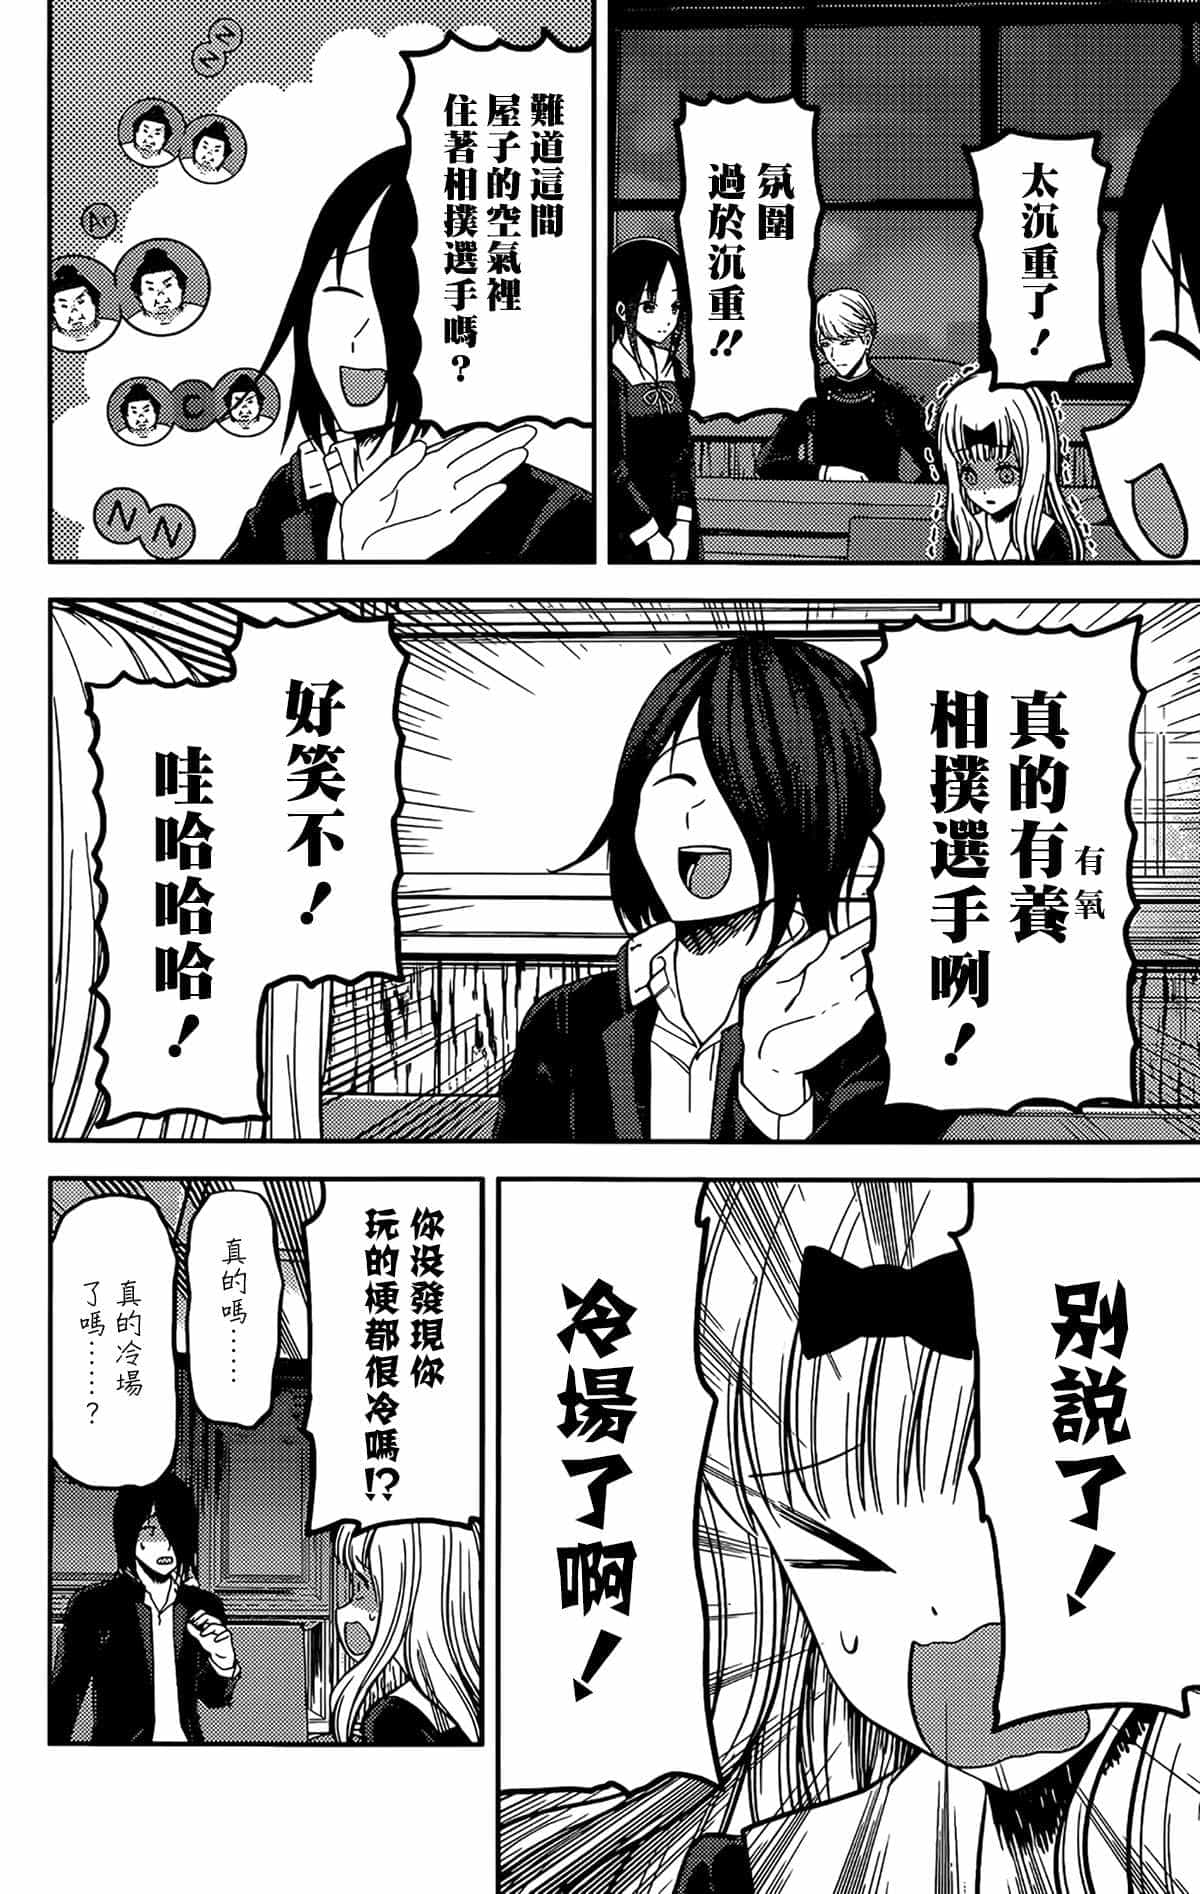 太沉重了!
氛圍
過於沉重!!
難道這間
屋子的空氣裡
住著相撲選手嗎?
N
N
Ar
C
N
N
真的有養
有氧
相撲選手咧!
好笑不!
哇哈哈哈!
別說了!
冷場了啊!
你没發現你
玩的梗都很冷嗎!?
真的嗎……
真的冷場
了嗎……?